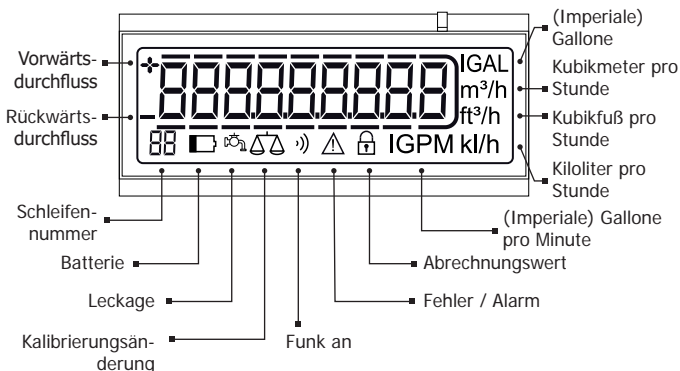 (Imperiale)
Gallone
Vorwärts-
durchfluss
IGAL
Kubikmeter pro
Stunde
+ 888888888
m³/h
Rückwärts-
durchfluss
-
ft³/h
Kubikfuß pro
Stunde
88
IGPM kl/h
Kiloliter pro
Stunde
Schleifen-
nummer
(Imperiale) Gallone
pro Minute
Batterie
Abrechnungswert
Leckage
Fehler / Alarm
Kalibrierungsän-
derung
Funk an